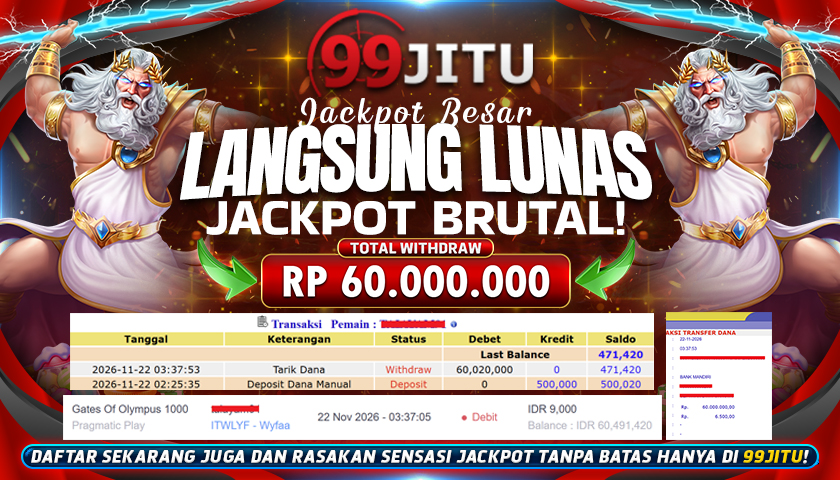 99JITU
Jackpot Besar
LANGSUNG LUNAS
JACKPOT BRUTAL!
TOTAL WITHDRAW
RP 60.000.000
Transaksi Pemain :
Tanggal Keterangan Status Debet Kredit Saldo
Last Balance 471,420
2026-11-22 03:37:53 Tarik Dana Withdraw 60,020,000 0 471,420
2026-11-22 02:25:35 Deposit Dana Manual Deposit 0 500,000 500,020
AKSI TRANSFER DANA
22-11-2026
03:37:53
BANK MANDIRI
Rp. 60.000.000,00
Rp. 6.500,00
Gates Of Olympus 1000 22 Nov 2026 - 03:37:05 Debit IDR 9,000
Pragmatic Play ITWLYF - Wyfaa Balance : IDR 60,491,420
DAFTAR SEKARANG JUGA DAN RASAKAN SENSASI JACKPOT TANPA BATAS HANYA DI 99JITU!